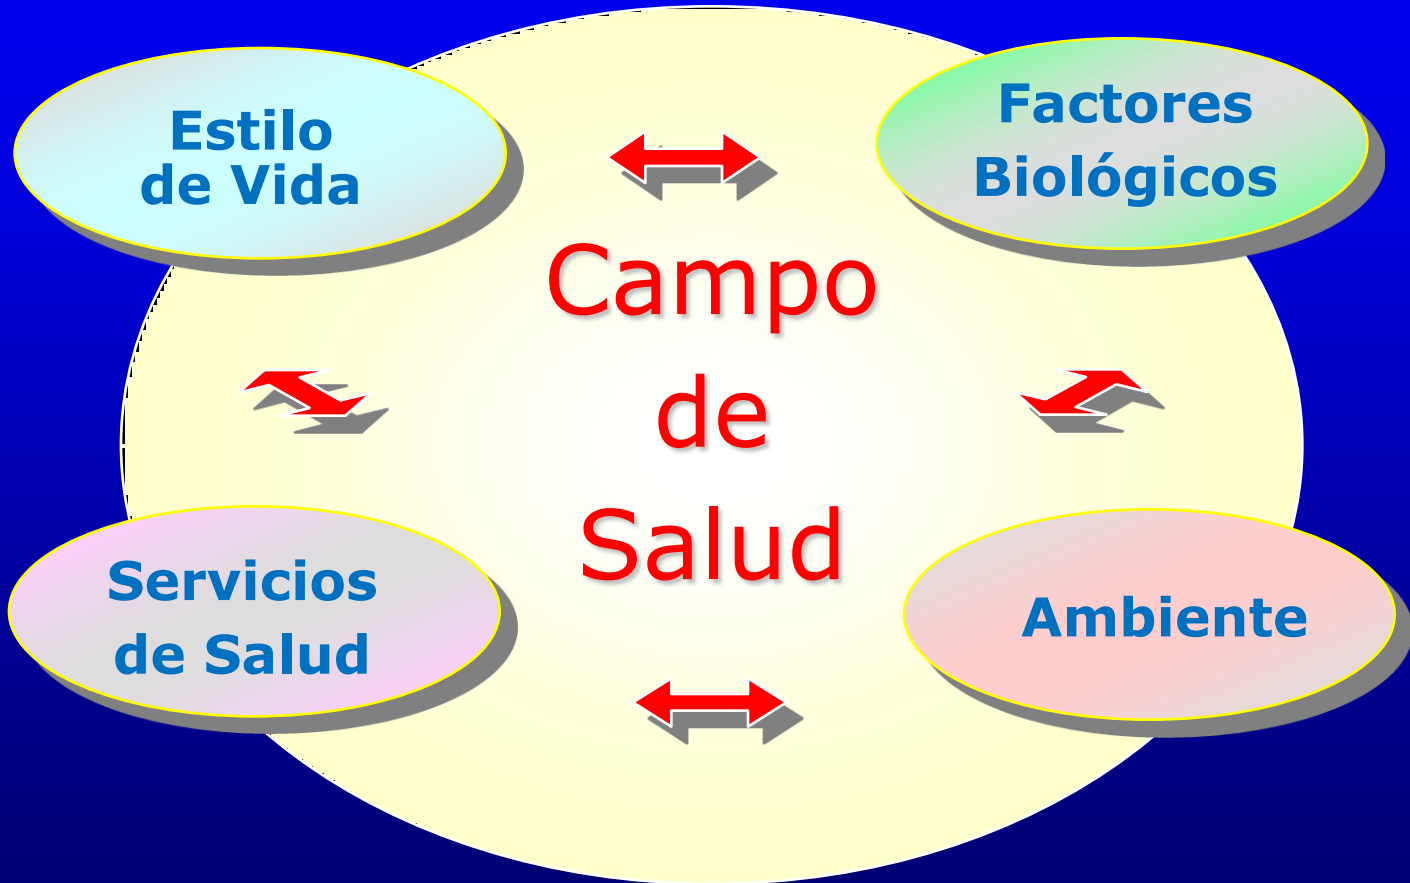 Estilo
de Vida
Factores
Biológicos
Campo
de
Salud
Servicios
de Salud
Ambiente